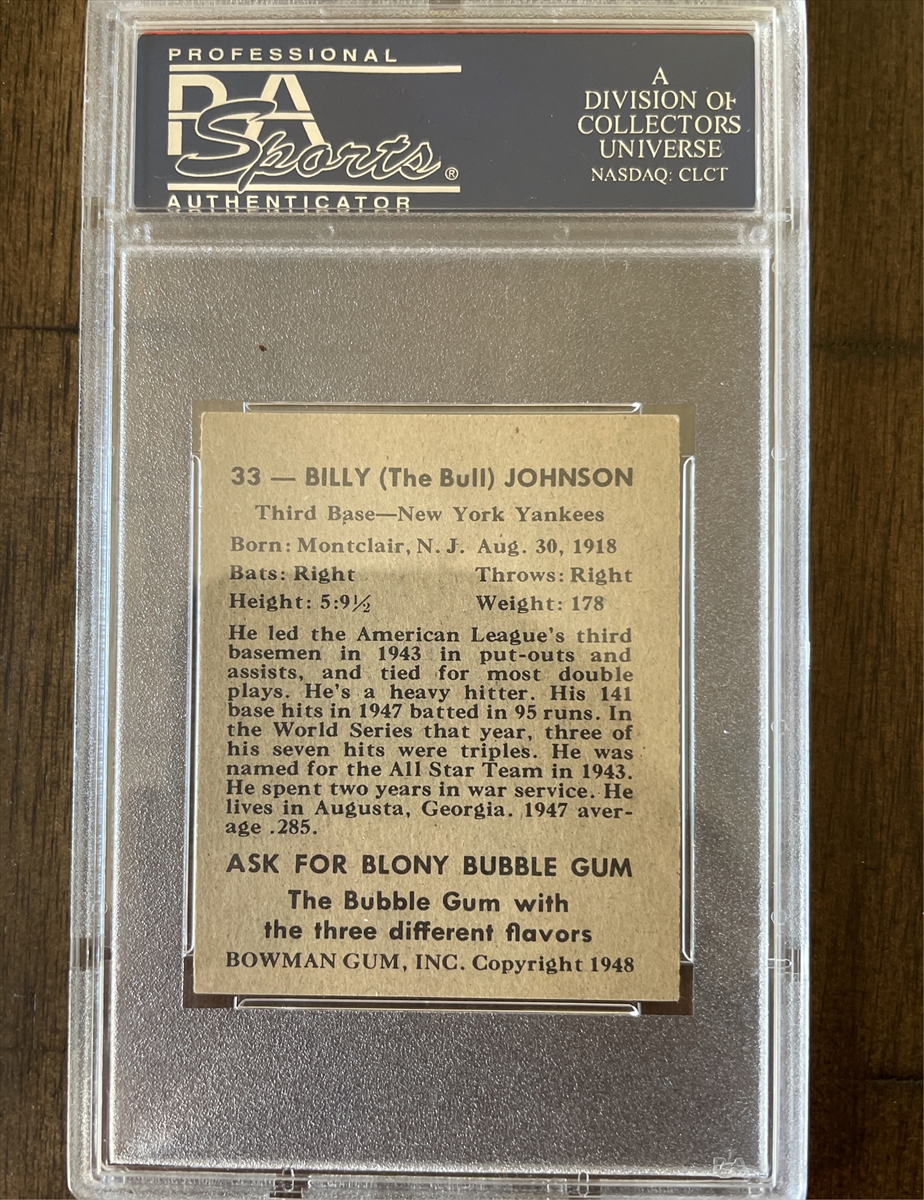 PROFESSIONAL
PSA
Sports®
AUTHENTICATOR
A
DIVISION OF
COLLECTORS
UNIVERSE
NASDAQ: CLCT
33 — BILLY (The Bull) JOHNSON
Third Base—New York Yankees
Born: Montclair, N. J. Aug. 30, 1918
Bats: Right Throws: Right
Height: 5:9½ Weight: 178
He led the American League's third
basemen in 1943 in put-outs and
assists, and tied for most double
plays. He's a heavy hitter. His 141
base hits in 1947 batted in 95 runs. In
the World Series that year, three of
his seven hits were triples. He was
named for the All Star Team in 1943.
He spent two years in war service. He
lives in Augusta, Georgia. 1947 aver-
age .285.
ASK FOR BLONY BUBBLE GUM
The Bubble Gum with
the three different flavors
BOWMAN GUM, INC. Copyright 1948
PSA